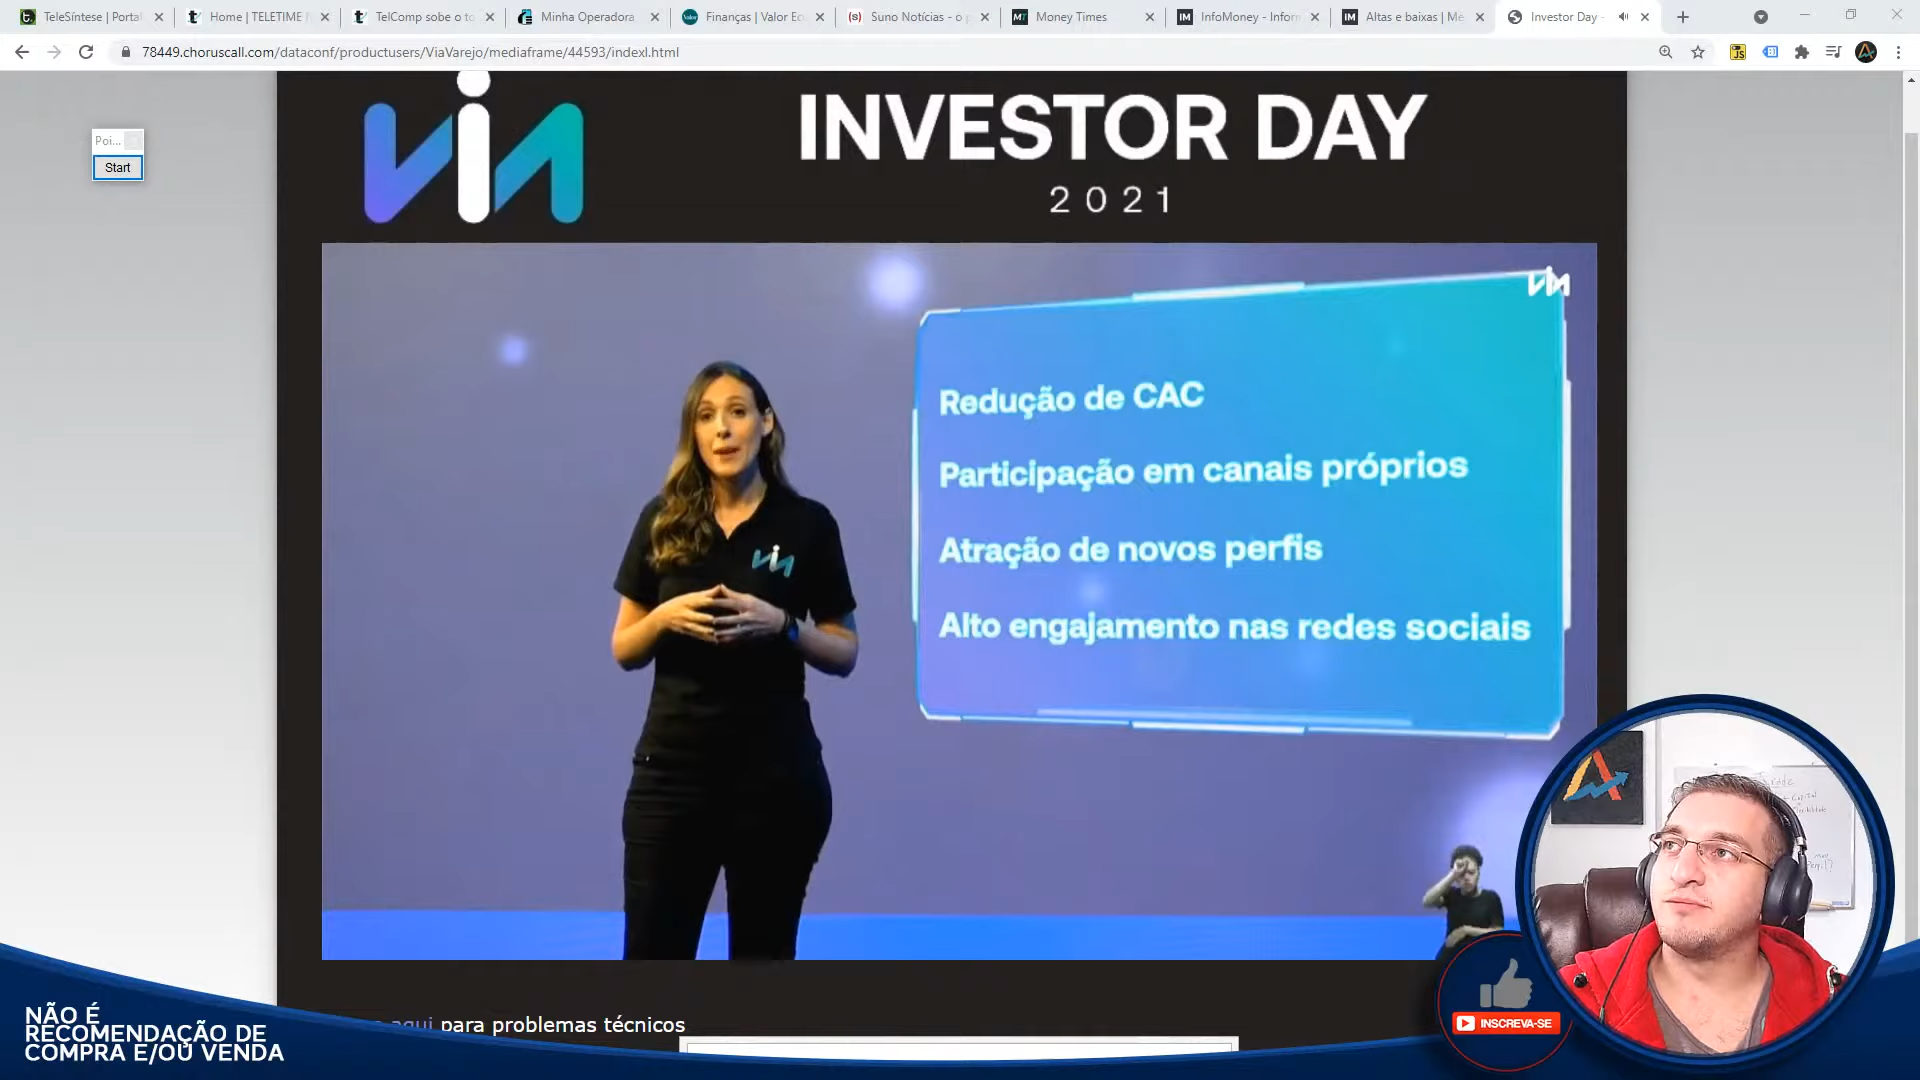 TeleSíntese | Portal
Home | TELETIME
TelComp sobe o to
Minha Operadora
Finanças | Valor Ec
Suno Notícias - o p
Money Times
InfoMoney - Inform
Altas e baixas | Me
Investor Day -
78449.choruscall.com/dataconf/productusers/ViaVarejo/mediaframe/44593/indexl.html
Poi...
Start
via
INVESTOR DAY
2021
via
Redução de CAC
Participação em canais próprios
Atração de novos perfis
Alto engajamento nas redes sociais
via
aqui para problemas técnicos
NÃO É
RECOMENDAÇÃO DE
COMPRA E/OU VENDA
INSCREVA-SE